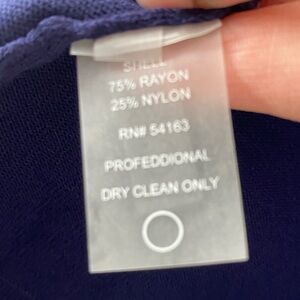 SHELL
75% RAYON
25% NYLON
RN# 54163
PROFEDDIONAL
DRY CLEAN ONLY